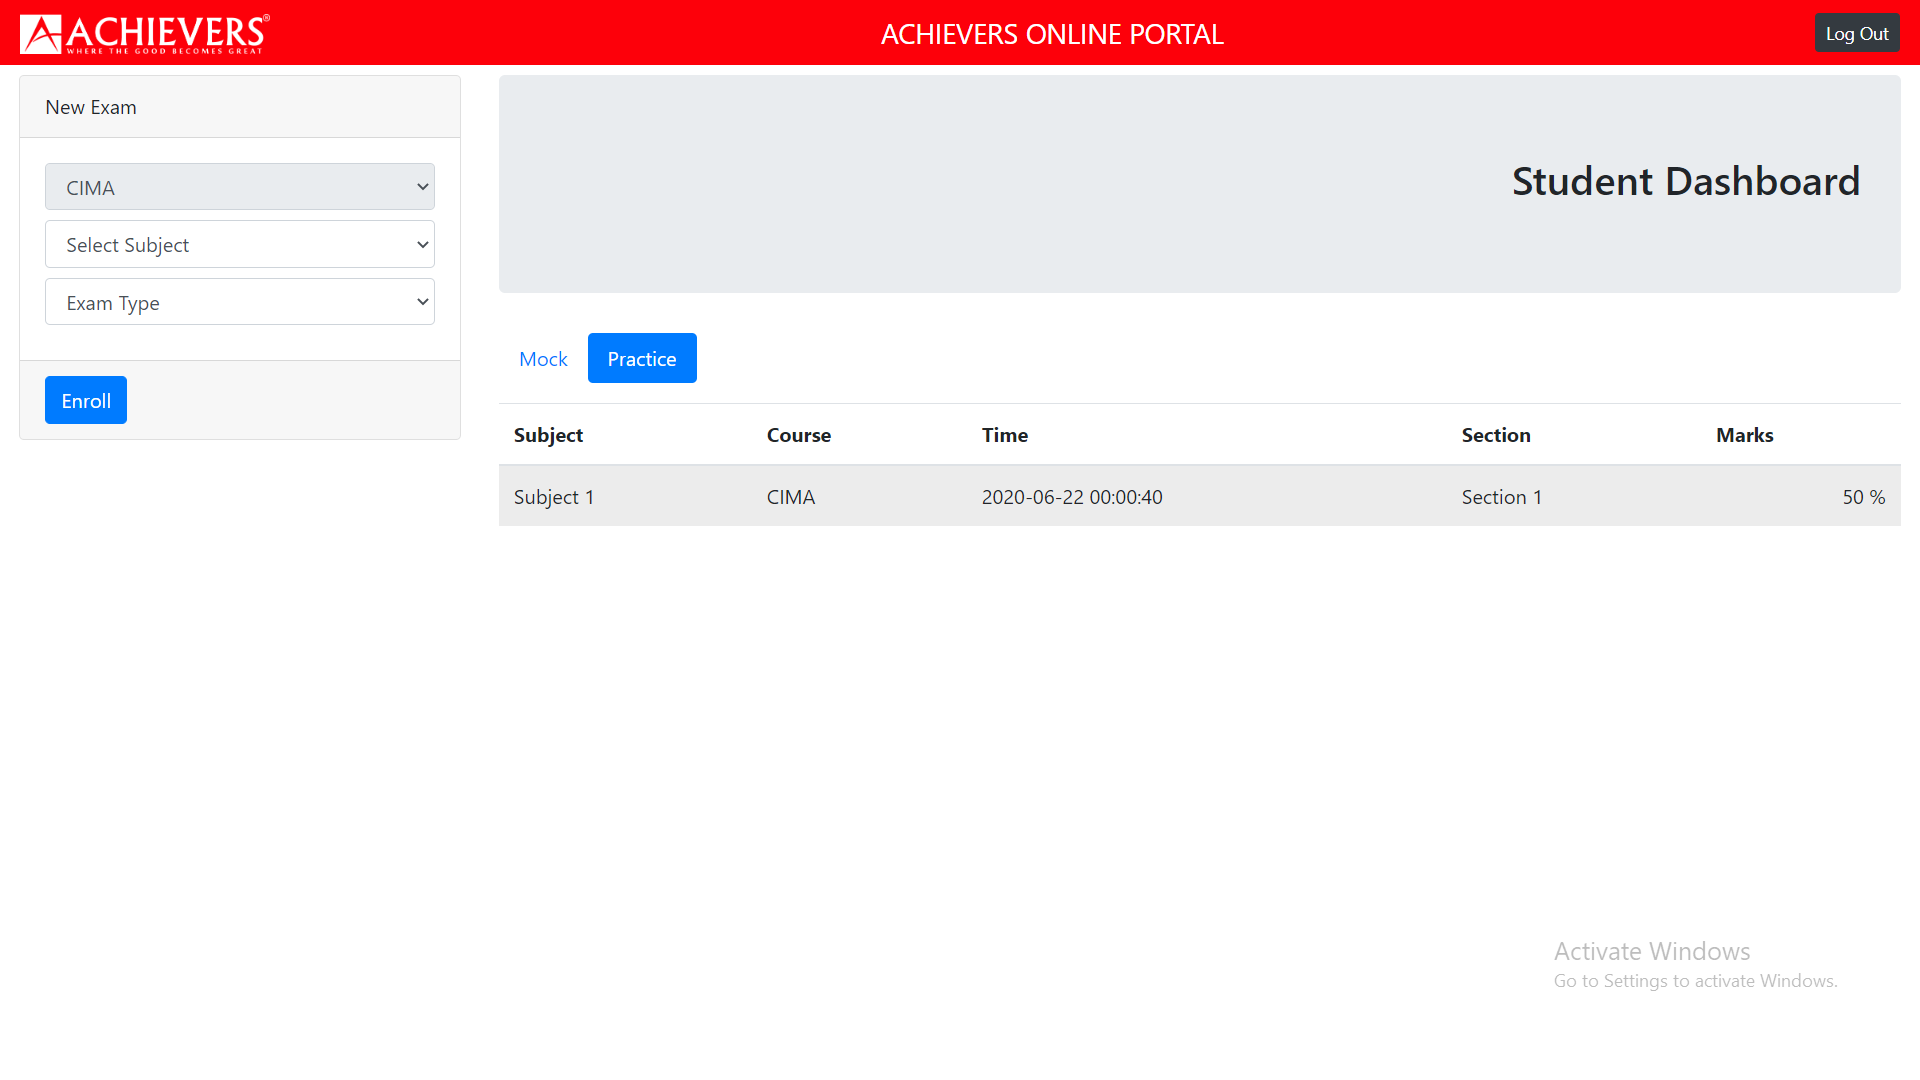 ACHIEVERS®
WHERE THE GOOD BECOMES GREAT
ACHIEVERS ONLINE PORTAL
Log Out
New Exam
CIMA
Select Subject
Exam Type
Enroll
Student Dashboard
Mock Practice
Subject Course Time Section Marks
Subject 1 CIMA 2020-06-22 00:00:40 Section 1 50 %
Activate Windows
Go to Settings to activate Windows.